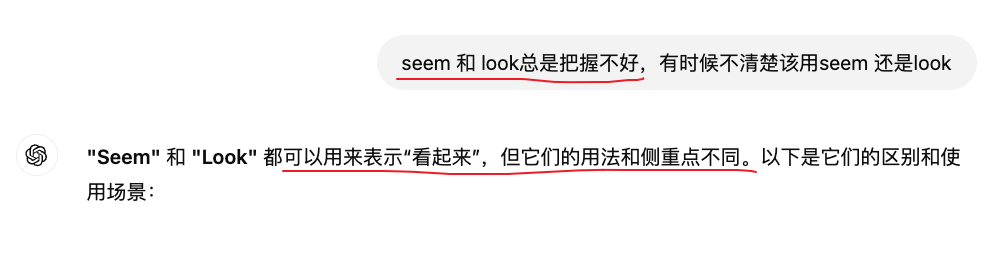 seem 和 look总是把握不好，有时候不清楚该用seem 还是look
"Seem" 和 "Look" 都可以用来表示“看起来”，但它们的用法和侧重点不同。以下是它们的区别和使
用场景：